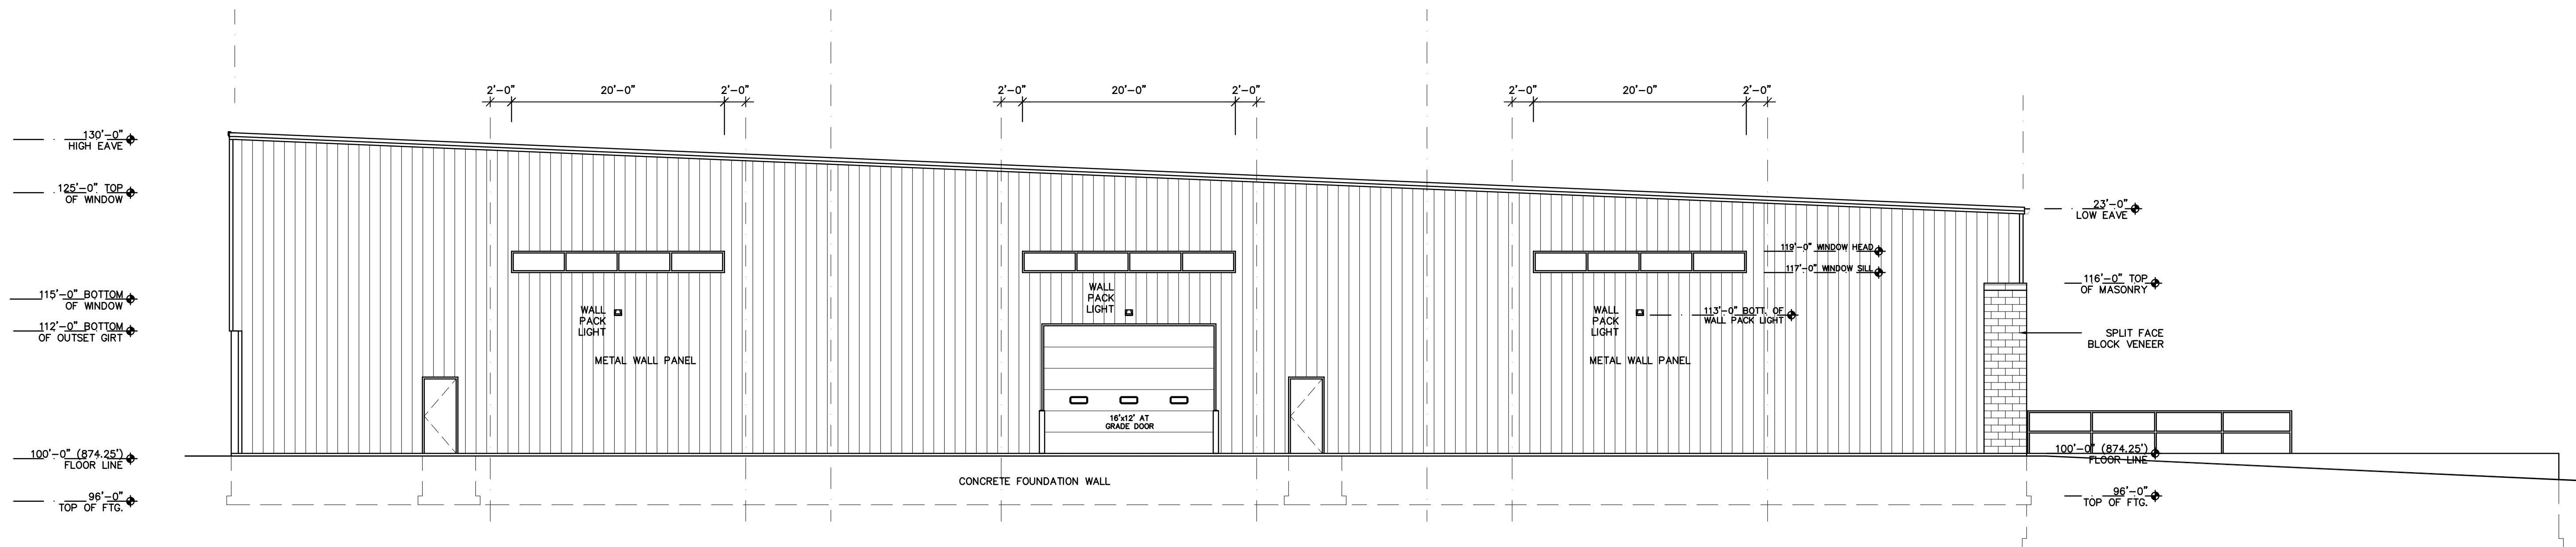 2'-0" 20'-0" 2'-0"
2'-0" 20'-0" 2'-0"
2'-0" 20'-0" 2'-0"
130'-0"
HIGH EAVE
125'-0" TOP
OF WINDOW
115'-0" BOTTOM
OF WINDOW
112'-0" BOTTOM
OF OUTSET GIRT
100'-0" (874.25')
FLOOR LINE
96'-0"
TOP OF FTG.
WALL
PACK
LIGHT
METAL WALL PANEL
WALL
PACK
LIGHT
16'x12' AT
GRADE DOOR
CONCRETE FOUNDATION WALL
WALL
PACK
LIGHT
METAL WALL PANEL
119'-0" WINDOW HEAD
117'-0" WINDOW SILL
113'-0" BOTT. OF
WALL PACK LIGHT
23'-0"
LOW EAVE
116'-0" TOP
OF MASONRY
SPLIT FACE
BLOCK VENEER
100'-0" (874.25')
FLOOR LINE
96'-0"
TOP OF FTG.